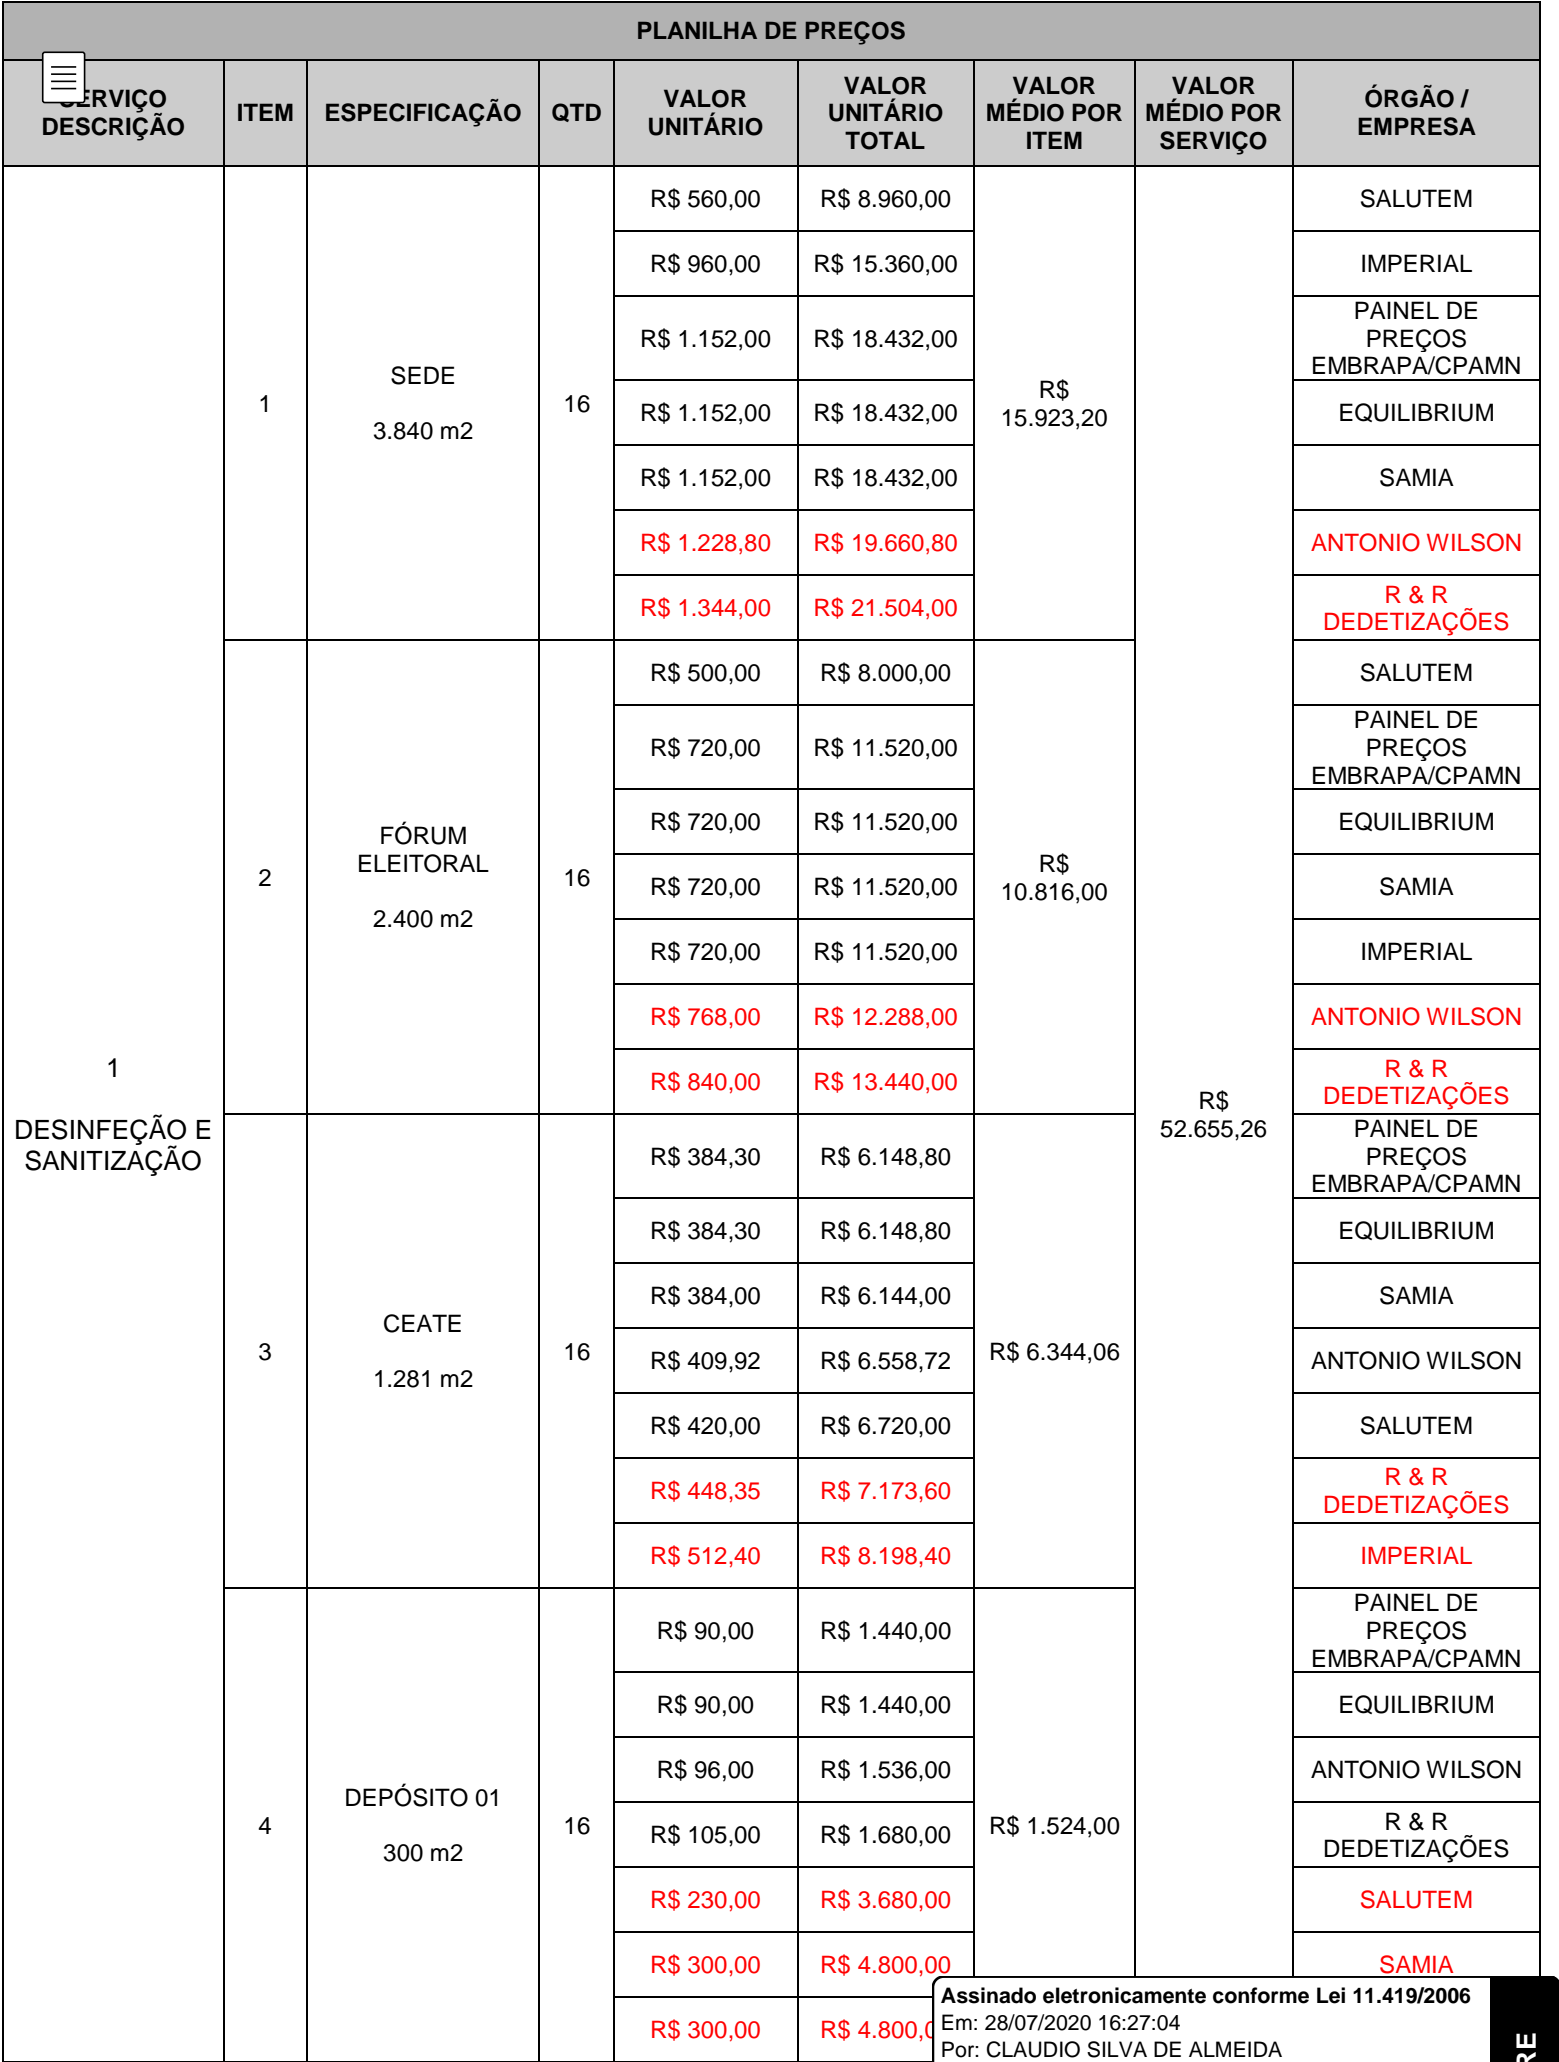 PLANILHA DE PREÇOS
SERVIÇO DESCRIÇÃO ITEM ESPECIFICAÇÃO QTD VALOR UNITÁRIO VALOR UNITÁRIO TOTAL VALOR MÉDIO POR ITEM VALOR MÉDIO POR SERVIÇO ÓRGÃO / EMPRESA
1
DESINFEÇÃO E
SANITIZAÇÃO
R$
52.655,26
1
SEDE
3.840 m2
16
R$
15.923,20
R$ 560,00 R$ 8.960,00 SALUTEM
R$ 960,00 R$ 15.360,00 IMPERIAL
R$ 1.152,00 R$ 18.432,00 PAINEL DE PREÇOS EMBRAPA/CPAMN
R$ 1.152,00 R$ 18.432,00 EQUILIBRIUM
R$ 1.152,00 R$ 18.432,00 SAMIA
R$ 1.228,80 R$ 19.660,80 ANTONIO WILSON
R$ 1.344,00 R$ 21.504,00 R & R DEDETIZAÇÕES
2
FÓRUM
ELEITORAL
2.400 m2
16
R$
10.816,00
R$ 500,00 R$ 8.000,00 SALUTEM
R$ 720,00 R$ 11.520,00 PAINEL DE PREÇOS EMBRAPA/CPAMN
R$ 720,00 R$ 11.520,00 EQUILIBRIUM
R$ 720,00 R$ 11.520,00 SAMIA
R$ 720,00 R$ 11.520,00 IMPERIAL
R$ 768,00 R$ 12.288,00 ANTONIO WILSON
R$ 840,00 R$ 13.440,00 R & R DEDETIZAÇÕES
3
CEATE
1.281 m2
16
R$ 6.344,06
R$ 384,30 R$ 6.148,80 PAINEL DE PREÇOS EMBRAPA/CPAMN
R$ 384,30 R$ 6.148,80 EQUILIBRIUM
R$ 384,00 R$ 6.144,00 SAMIA
R$ 409,92 R$ 6.558,72 ANTONIO WILSON
R$ 420,00 R$ 6.720,00 SALUTEM
R$ 448,35 R$ 7.173,60 R & R DEDETIZAÇÕES
R$ 512,40 R$ 8.198,40 IMPERIAL
4
DEPÓSITO 01
300 m2
16
R$ 1.524,00
R$ 90,00 R$ 1.440,00 PAINEL DE PREÇOS EMBRAPA/CPAMN
R$ 90,00 R$ 1.440,00 EQUILIBRIUM
R$ 96,00 R$ 1.536,00 ANTONIO WILSON
R$ 105,00 R$ 1.680,00 R & R DEDETIZAÇÕES
R$ 230,00 R$ 3.680,00 SALUTEM
R$ 300,00 R$ 4.800,00 SAMIA
R$ 300,00 R$ 4.800,0
Assinado eletronicamente conforme Lei 11.419/2006
Em: 28/07/2020 16:27:04
Por: CLAUDIO SILVA DE ALMEIDA
RE